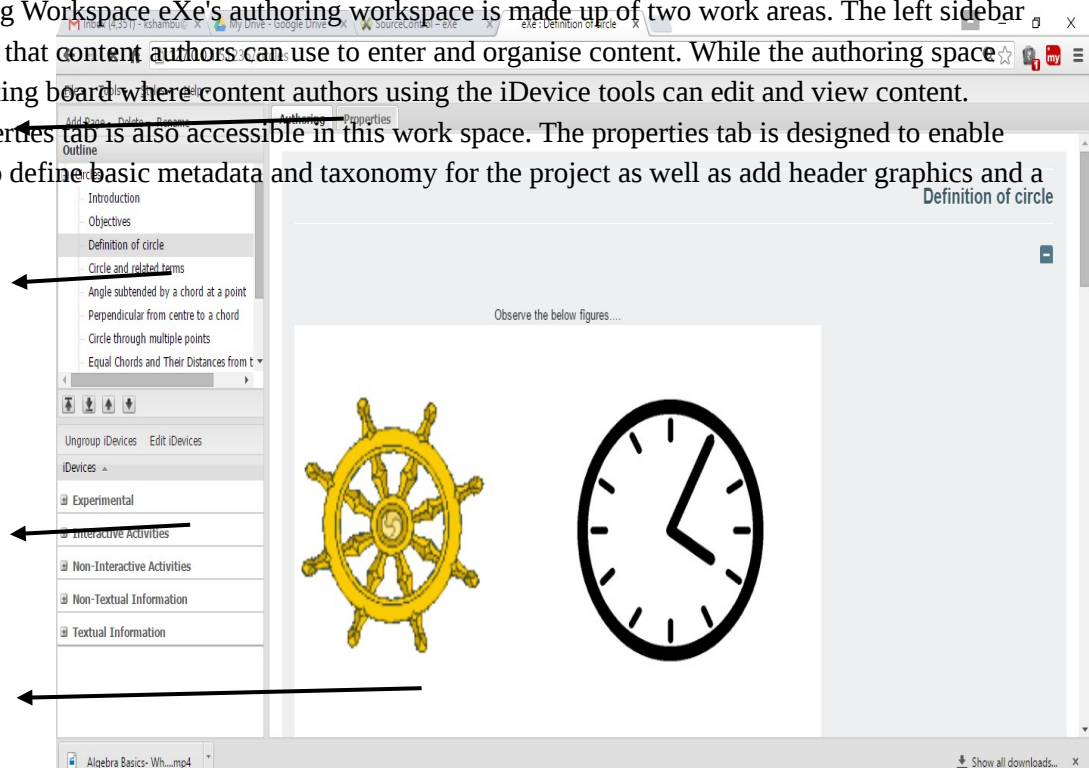 g Workspace eXe's authoring workspace is made up of two work areas. The left sidebar
that content authors can use to enter and organise content. While the authoring space
ing board where content authors using the iDevice tools can edit and view content.
erties tab is also accessible in this work space. The properties tab is designed to enable
o define basic metadata and taxonomy for the project as well as add header graphics and a
My Drive - Google Drive
SourceControl - eXe
eXe : Definition of circle
Add Page Delete Rename
Authoring Properties
Outline
Introduction
Objectives
Definition of circle
Circle and related terms
Angle subtended by a chord at a point
Perpendicular from centre to a chord
Circle through multiple points
Equal Chords and Their Distances from t
Ungroup iDevices Edit iDevices
iDevices
Experimental
Interactive Activities
Non-Interactive Activities
Non-Textual Information
Textual Information
Definition of circle
Observe the below figures....
Algebra Basics- Wh....mp4
Show all downloads...